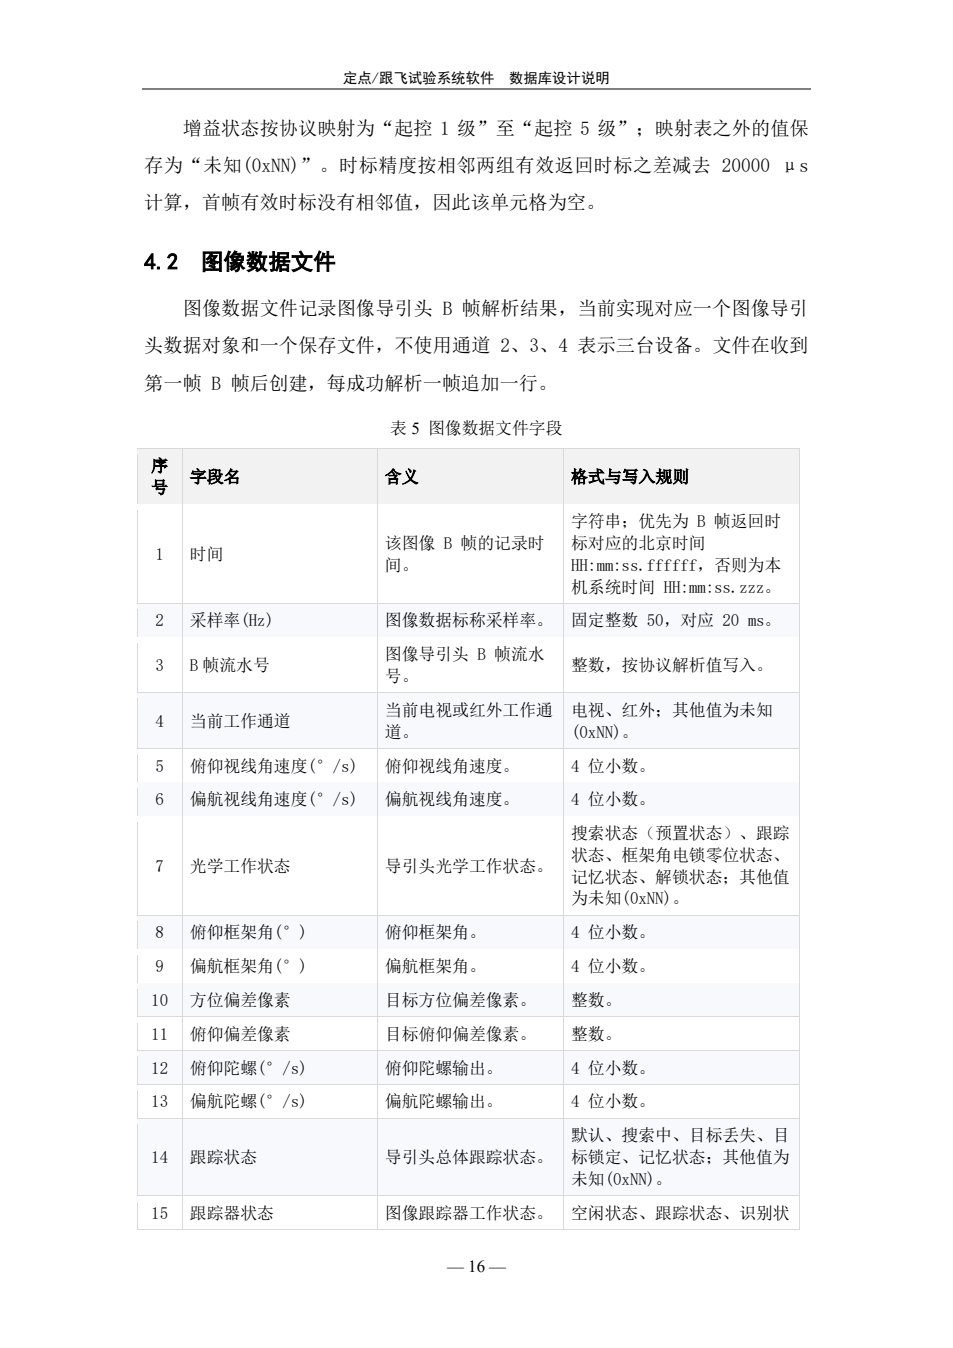 定点/跟飞试验系统软件　数据库设计说明
增益状态按协议映射为“起控 1 级”至“起控 5 级”；映射表之外的值保
存为“未知(0xNN)”。时标精度按相邻两组有效返回时标之差减去 20000 μs
计算，首帧有效时标没有相邻值，因此该单元格为空。
4.2　图像数据文件
图像数据文件记录图像导引头 B 帧解析结果，当前实现对应一个图像导引
头数据对象和一个保存文件，不使用通道 2、3、4 表示三台设备。文件在收到
第一帧 B 帧后创建，每成功解析一帧追加一行。
表 5 图像数据文件字段
序
号
字段名
含义
格式与写入规则
1
时间
该图像 B 帧的记录时
间。
字符串；优先为 B 帧返回时
标对应的北京时间
HH:mm:ss.ffffff，否则为本
机系统时间 HH:mm:ss.zzz。
2
采样率(Hz)
图像数据标称采样率。
固定整数 50，对应 20 ms。
3
B 帧流水号
图像导引头 B 帧流水
号。
整数，按协议解析值写入。
4
当前工作通道
当前电视或红外工作通
道。
电视、红外；其他值为未知
(0xNN)。
5
俯仰视线角速度(°/s)
俯仰视线角速度。
4 位小数。
6
偏航视线角速度(°/s)
偏航视线角速度。
4 位小数。
7
光学工作状态
导引头光学工作状态。
搜索状态（预置状态）、跟踪
状态、框架角电锁零位状态、
记忆状态、解锁状态；其他值
为未知(0xNN)。
8
俯仰框架角(°)
俯仰框架角。
4 位小数。
9
偏航框架角(°)
偏航框架角。
4 位小数。
10
方位偏差像素
目标方位偏差像素。
整数。
11
俯仰偏差像素
目标俯仰偏差像素。
整数。
12
俯仰陀螺(°/s)
俯仰陀螺输出。
4 位小数。
13
偏航陀螺(°/s)
偏航陀螺输出。
4 位小数。
14
跟踪状态
导引头总体跟踪状态。
默认、搜索中、目标丢失、目
标锁定、记忆状态；其他值为
未知(0xNN)。
15
跟踪器状态
图像跟踪器工作状态。
空闲状态、跟踪状态、识别状
— 16 —